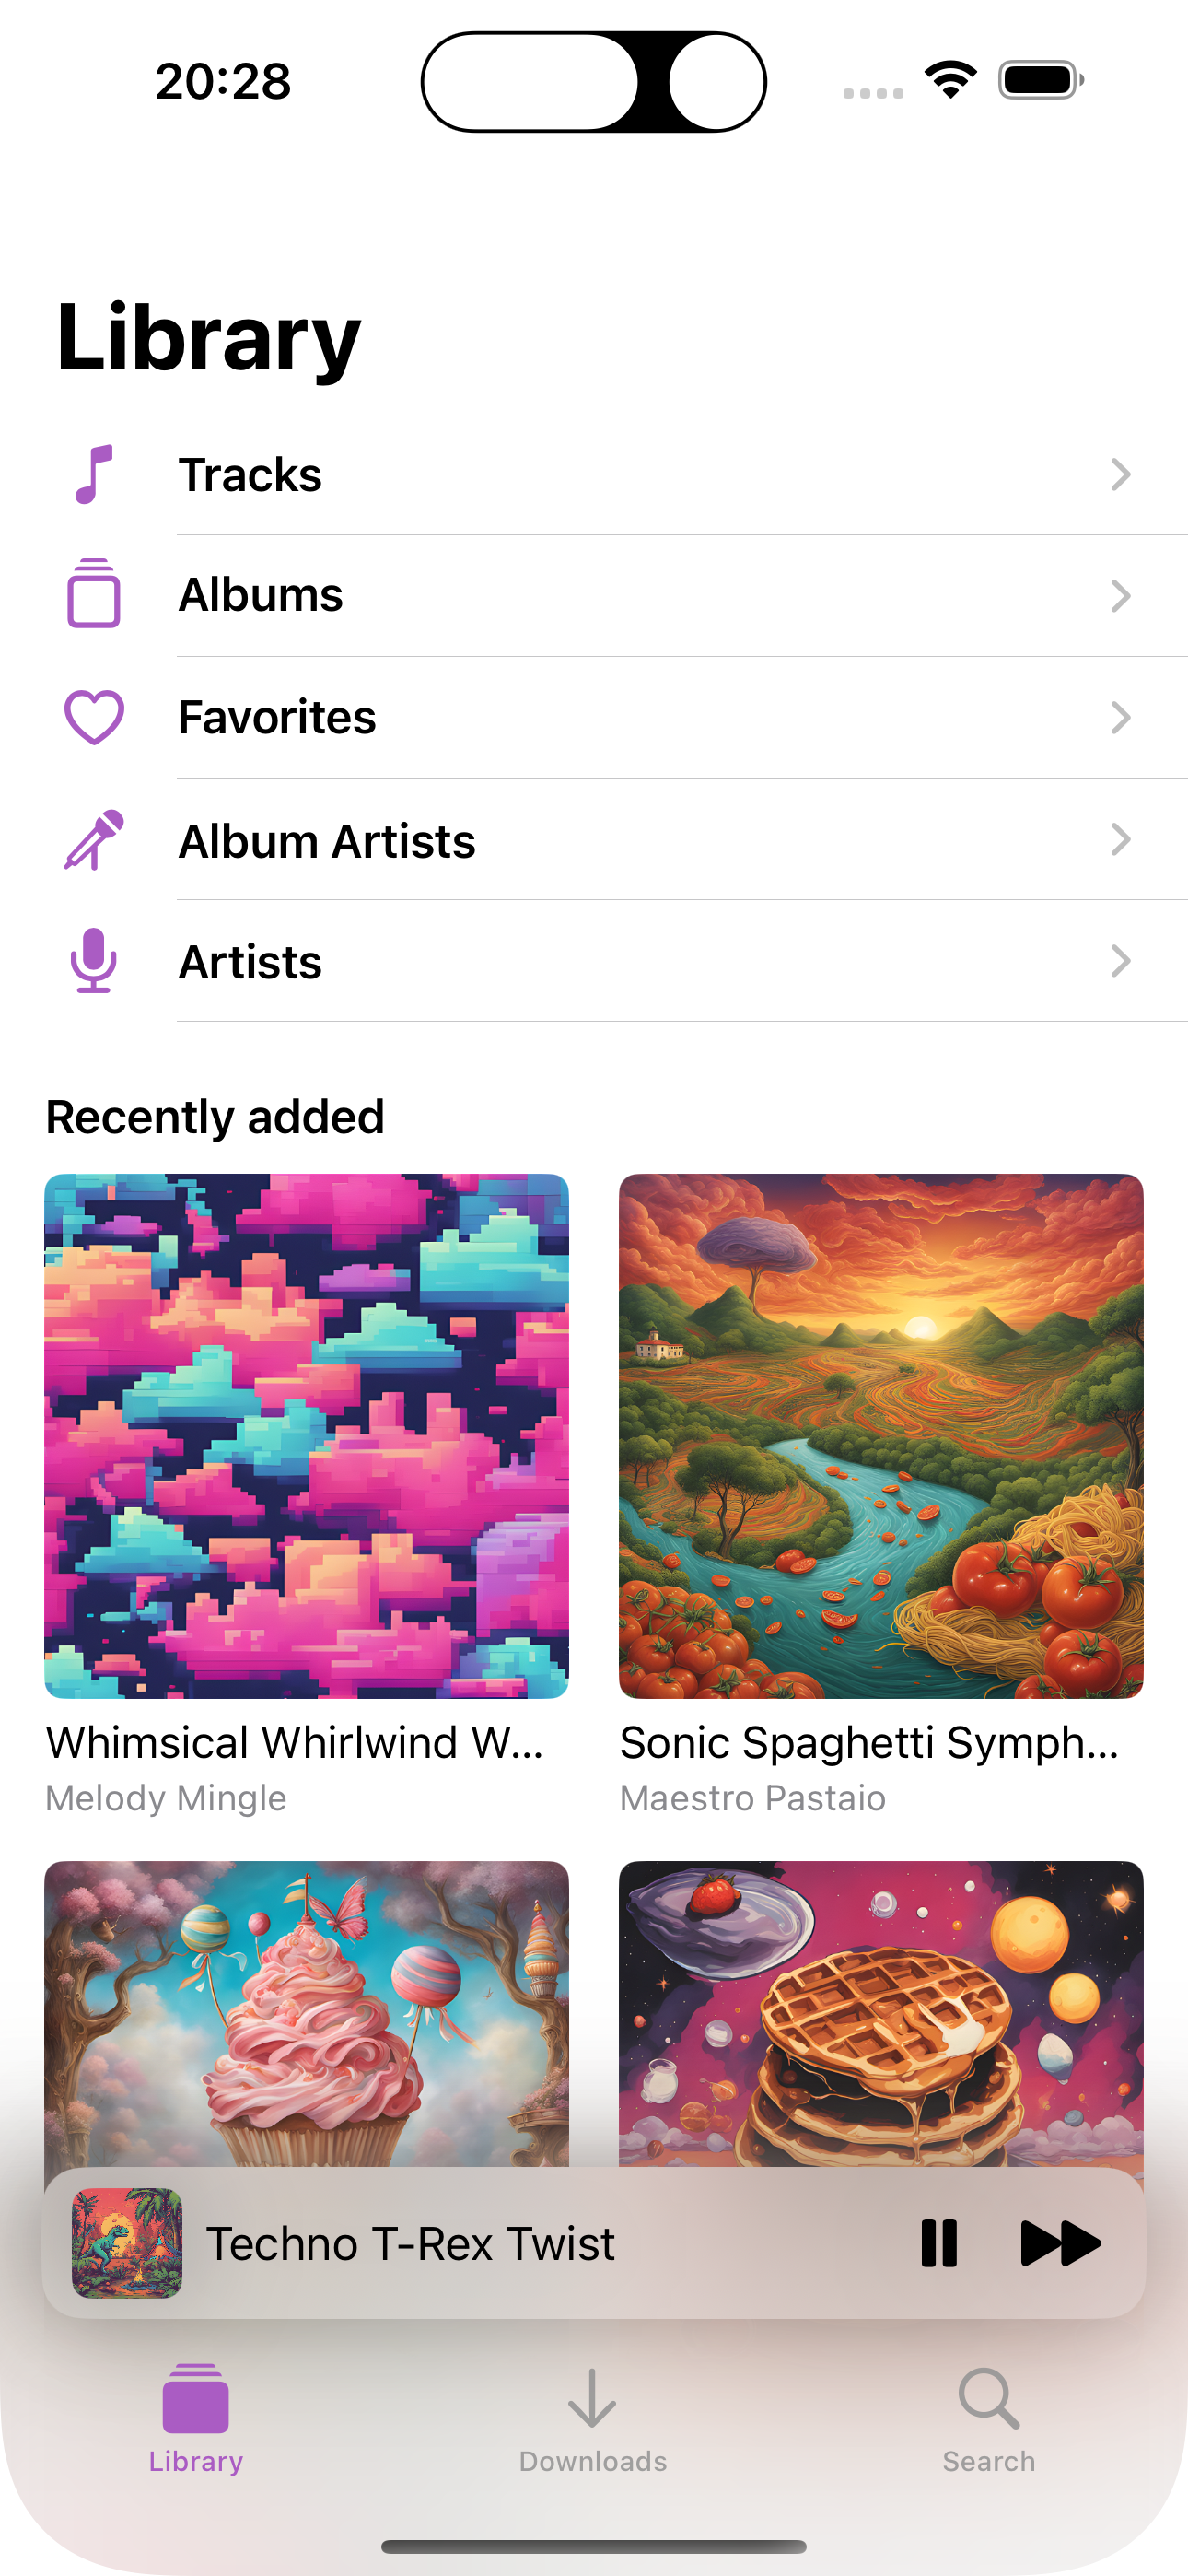 20:28
Library
Tracks
Albums
Favorites
Album Artists
Artists
Recently added
Whimsical Whirlwind W...
Melody Mingle
Sonic Spaghetti Symph...
Maestro Pastaio
Techno T-Rex Twist
Library
Downloads
Search